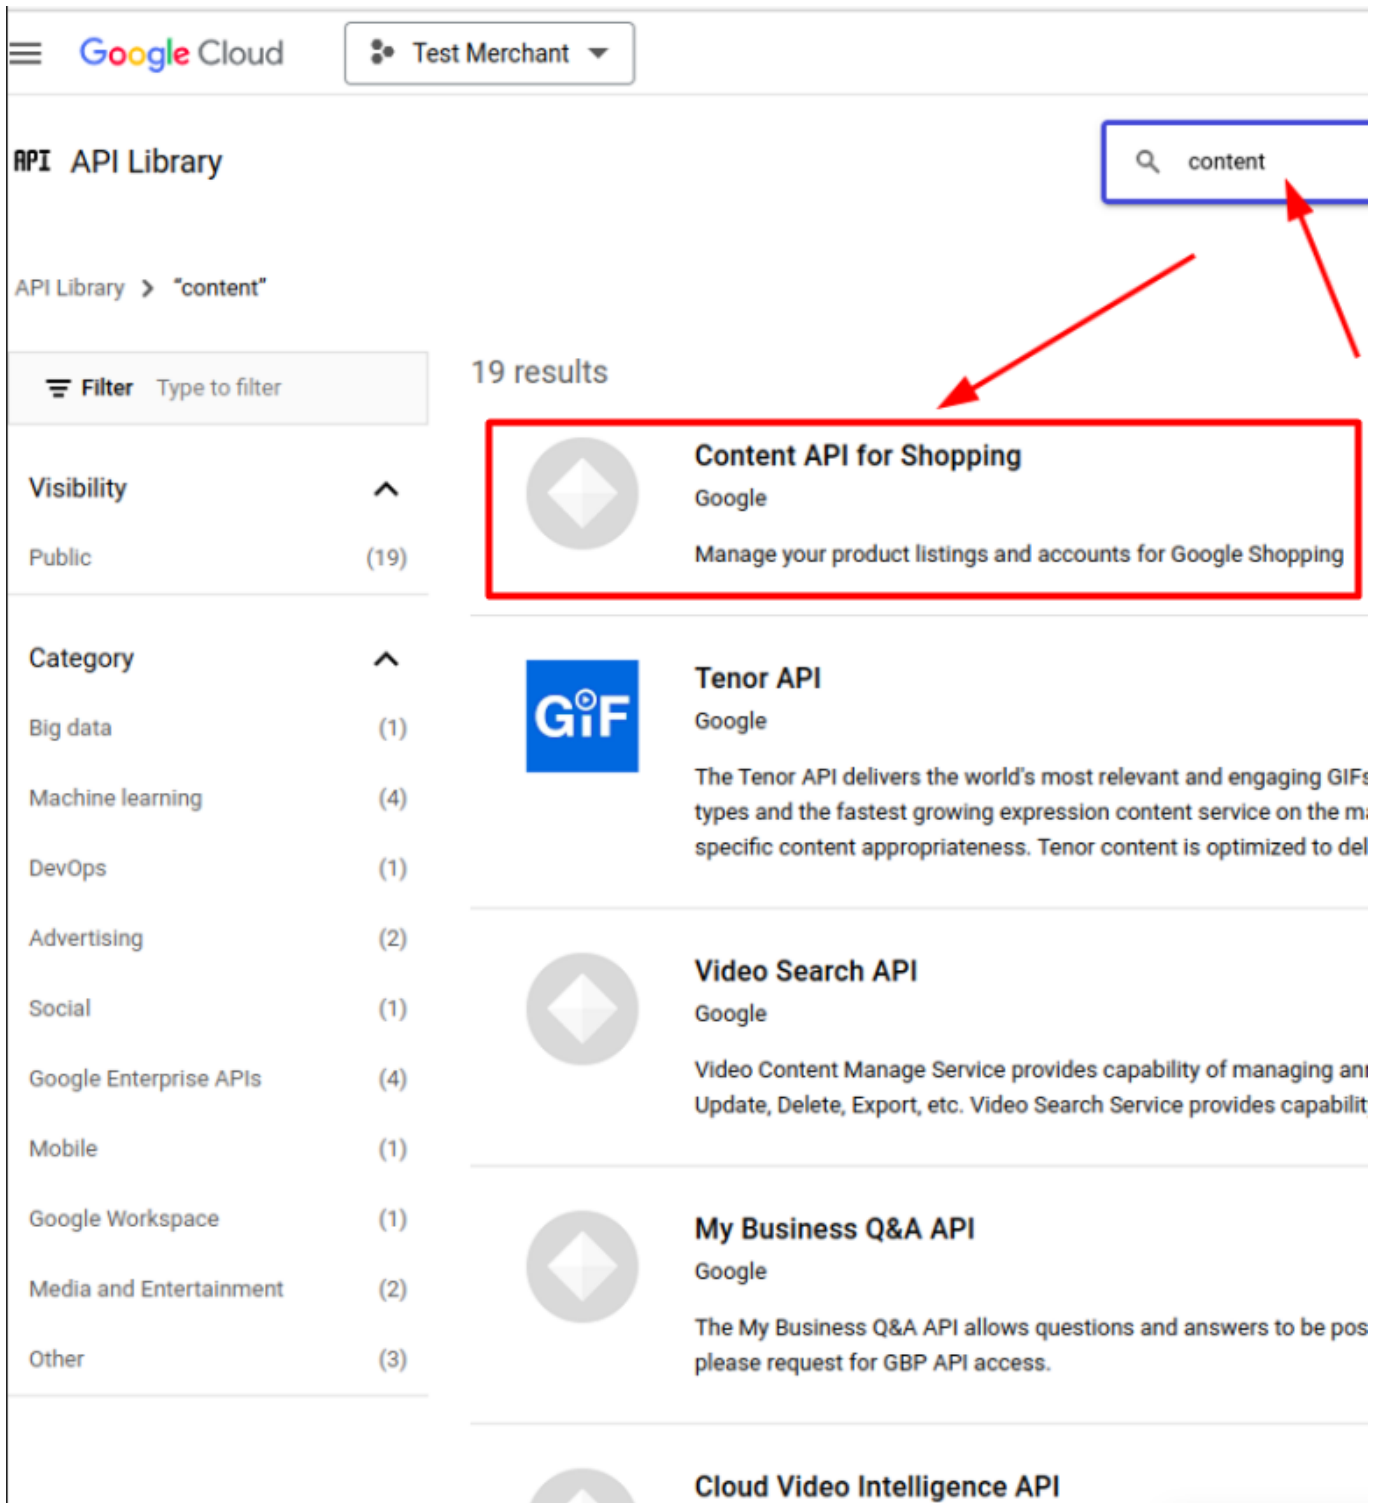 Google Cloud
Test Merchant
API API Library
content
API Library > “content”
Filter Type to filter
19 results
Visibility
Public (19)
Category
Big data (1)
Machine learning (4)
DevOps (1)
Advertising (2)
Social (1)
Google Enterprise APIs (4)
Mobile (1)
Google Workspace (1)
Media and Entertainment (2)
Other (3)
Content API for Shopping
Google
Manage your product listings and accounts for Google Shopping
GIF
Tenor API
Google
The Tenor API delivers the world's most relevant and engaging GIFs
types and the fastest growing expression content service on the
specific content appropriateness. Tenor content is optimized to
Video Search API
Google
Video Content Manage Service provides capability of managing
Update, Delete, Export, etc. Video Search Service provides
My Business Q&A API
Google
The My Business Q&A API allows questions and answers to be
please request for GBP API access.
Cloud Video Intelligence API